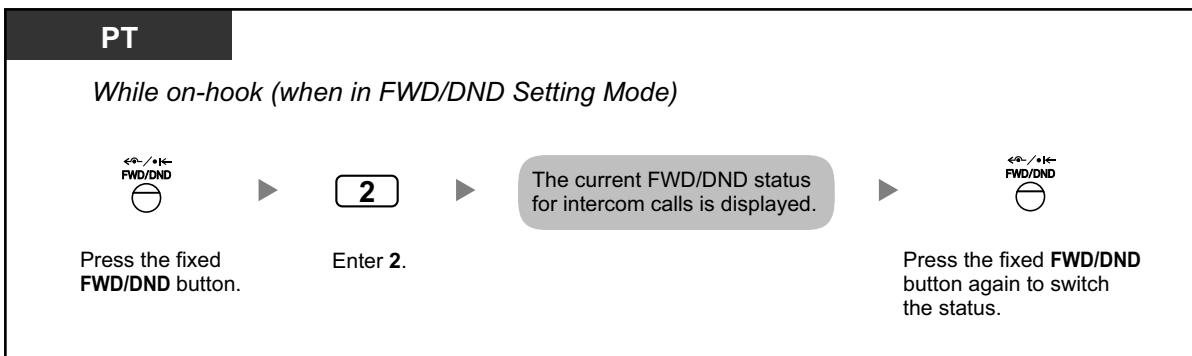 PT
While on-hook (when in FWD/DND Setting Mode)
FWD/DND
Press the fixed
FWD/DND button.
2
Enter 2.
The current FWD/DND status
for intercom calls is displayed.
FWD/DND
Press the fixed FWD/DND
button again to switch
the status.